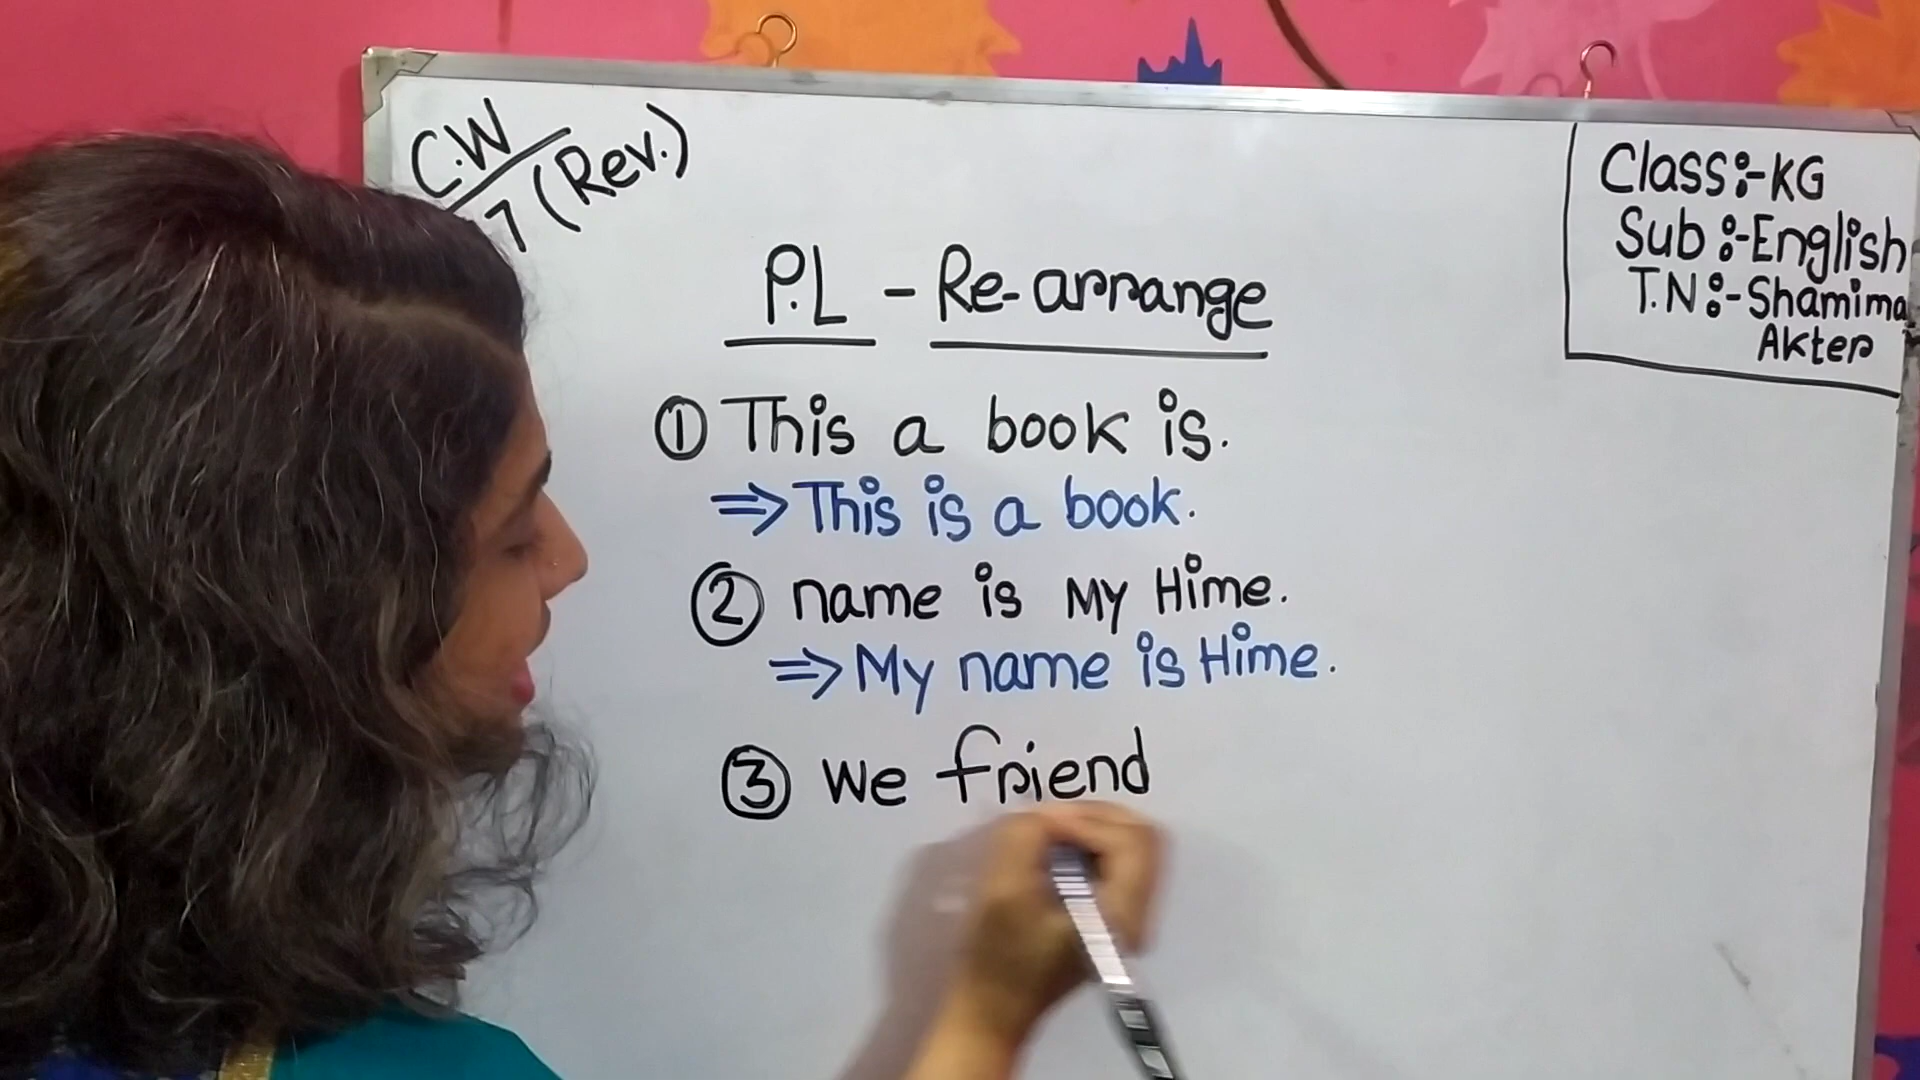 C.W
7 (Rev.)
Class:-KG
Sub:-English
T.N:-Shamima
Akter
P.L - Re-arrange
① This a book is.
⇒ This is a book.
② name is My Hime.
⇒ My name is Hime.
③ We friend